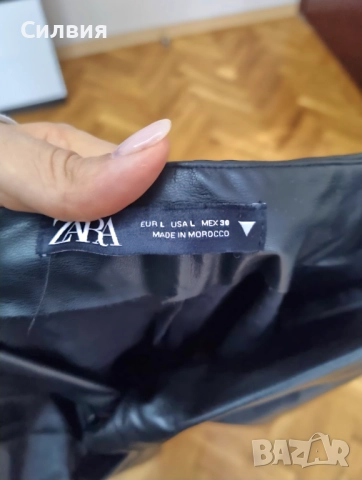 Силвия
ZARA
EUR L USA L MEX 30
MADE IN MOROCCO
BAZAR